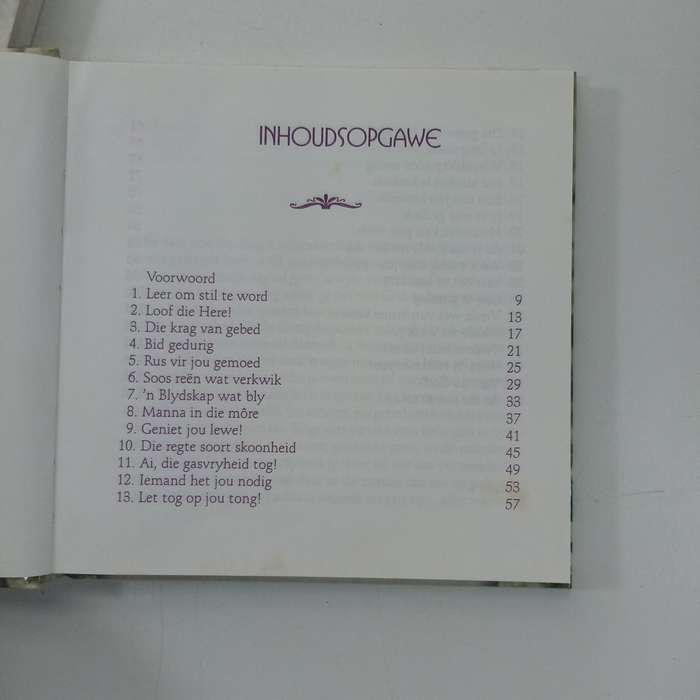 INHOUDSOPGAWE
Voorwoord
1. Leer om stil te word 9
2. Loof die Here! 13
3. Die krag van gebed 17
4. Bid gedurig 21
5. Rus vir jou gemoed 25
6. Soos reën wat verkwik 29
7. 'n Blydskap wat bly 33
8. Manna in die môre 37
9. Geniet jou lewe! 41
10. Die regte soort skoonheid 45
11. Ai, die gasvryheid tog! 49
12. Iemand het jou nodig 53
13. Let tog op jou tong! 57